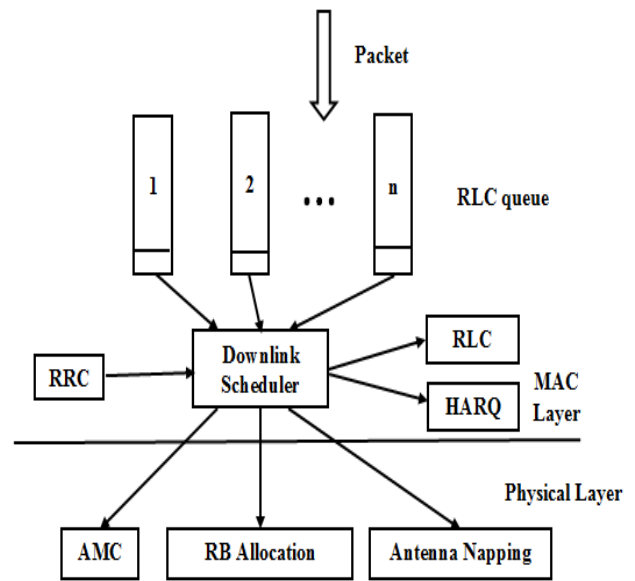 Packet
1
2
...
n
RLC queue
Downlink
Scheduler
RRC
RLC
HARQ
MAC
Layer
Physical Layer
AMC
RB Allocation
Antenna Napping